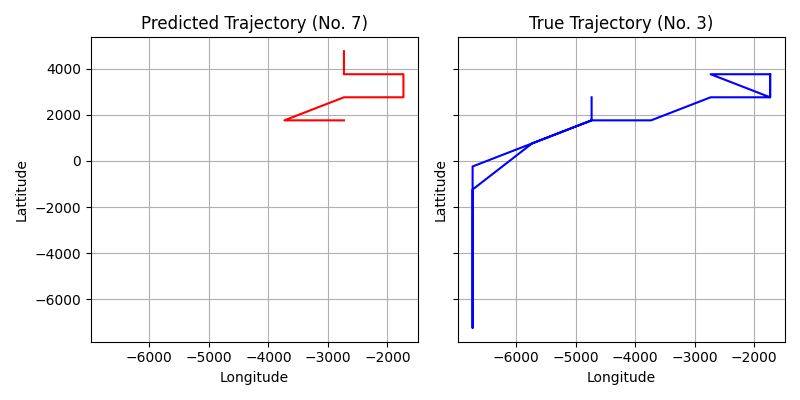 Predicted Trajectory (No. 7)
True Trajectory (No. 3)
4000
2000
0
−2000
−4000
−6000
Lattitude
Lattitude
−6000 −5000 −4000 −3000 −2000
−6000 −5000 −4000 −3000 −2000
Longitude
Longitude